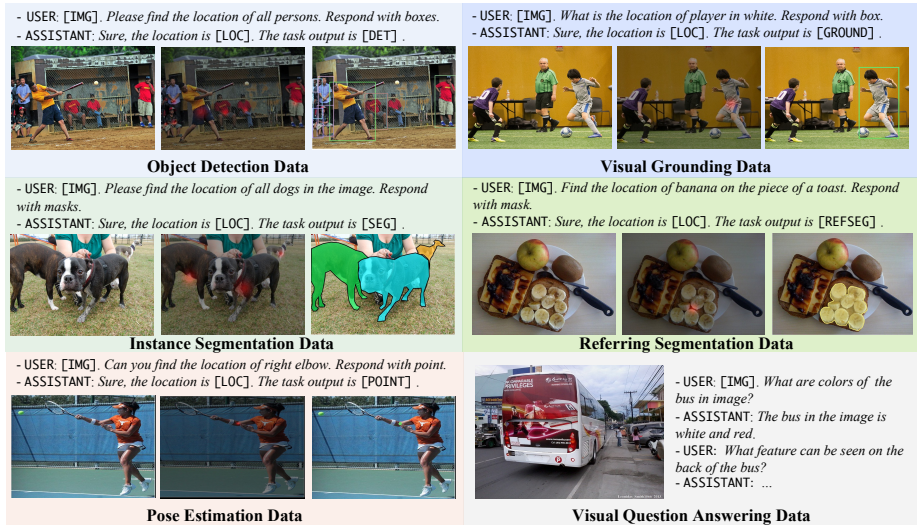 - USER: [IMG]. Please find the location of all persons. Respond with boxes.
- ASSISTANT: Sure, the location is [LOC]. The task output is [DET] .
Object Detection Data
- USER: [IMG]. What is the location of player in white. Respond with box.
- ASSISTANT: Sure, the location is [LOC]. The task output is [GROUND] .
Visual Grounding Data
- USER: [IMG]. Please find the location of all dogs in the image. Respond
with masks.
- ASSISTANT: Sure, the location is [LOC]. The task output is [SEG] .
Instance Segmentation Data
- USER: [IMG]. Find the location of banana on the piece of a toast. Respond
with mask.
- ASSISTANT: Sure, the location is [LOC]. The task output is [REFSEG] .
Referring Segmentation Data
- USER: [IMG]. Can you find the location of right elbow. Respond with point.
- ASSISTANT: Sure, the location is [LOC]. The task output is [POINT] .
Pose Estimation Data
PRIVILEGES
- USER: [IMG]. What are colors of the
bus in image?
- ASSISTANT: The bus in the image is
white and red.
- USER: What feature can be seen on the
back of the bus?
- ASSISTANT: ...
Visual Question Answering Data